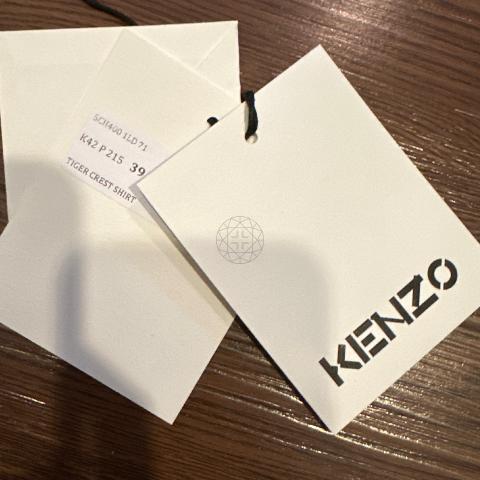 5CH400 1LD 71
K42 P 215 39
TIGER CREST SHIRT
KENZO